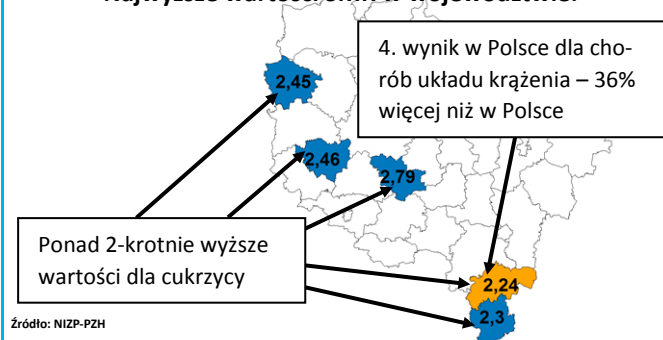 4. wynik w Polsce dla cho-
rób układu krążenia – 36%
więcej niż w Polsce
2,45
2,46
2,79
Ponad 2-krotnie wyższe
wartości dla cukrzycy
2,24
2,3
Źródło: NIZP-PZH